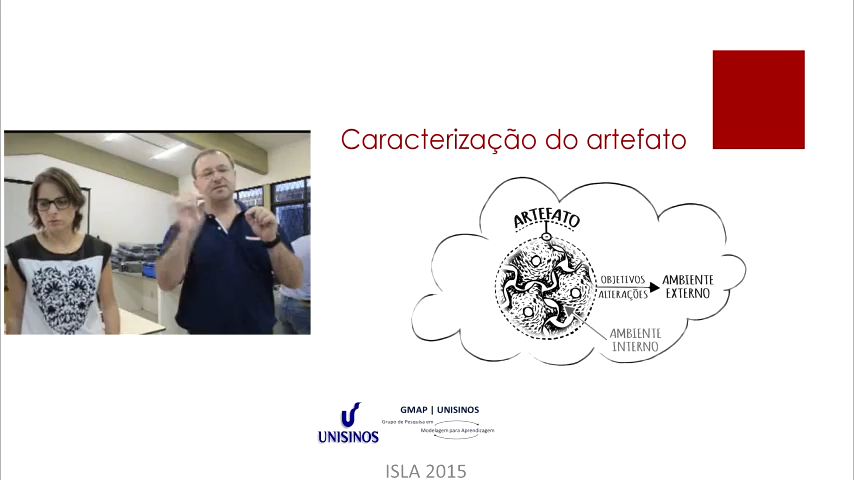 Caracterização do artefato
ARTEFATO
OBJETIVOS
ALTERAÇÕES
AMBIENTE
EXTERNO
AMBIENTE
INTERNO
UNISINOS
GMAP | UNISINOS
Grupo de Pesquisa em
Modelagem para Aprendizagem
ISLA 2015